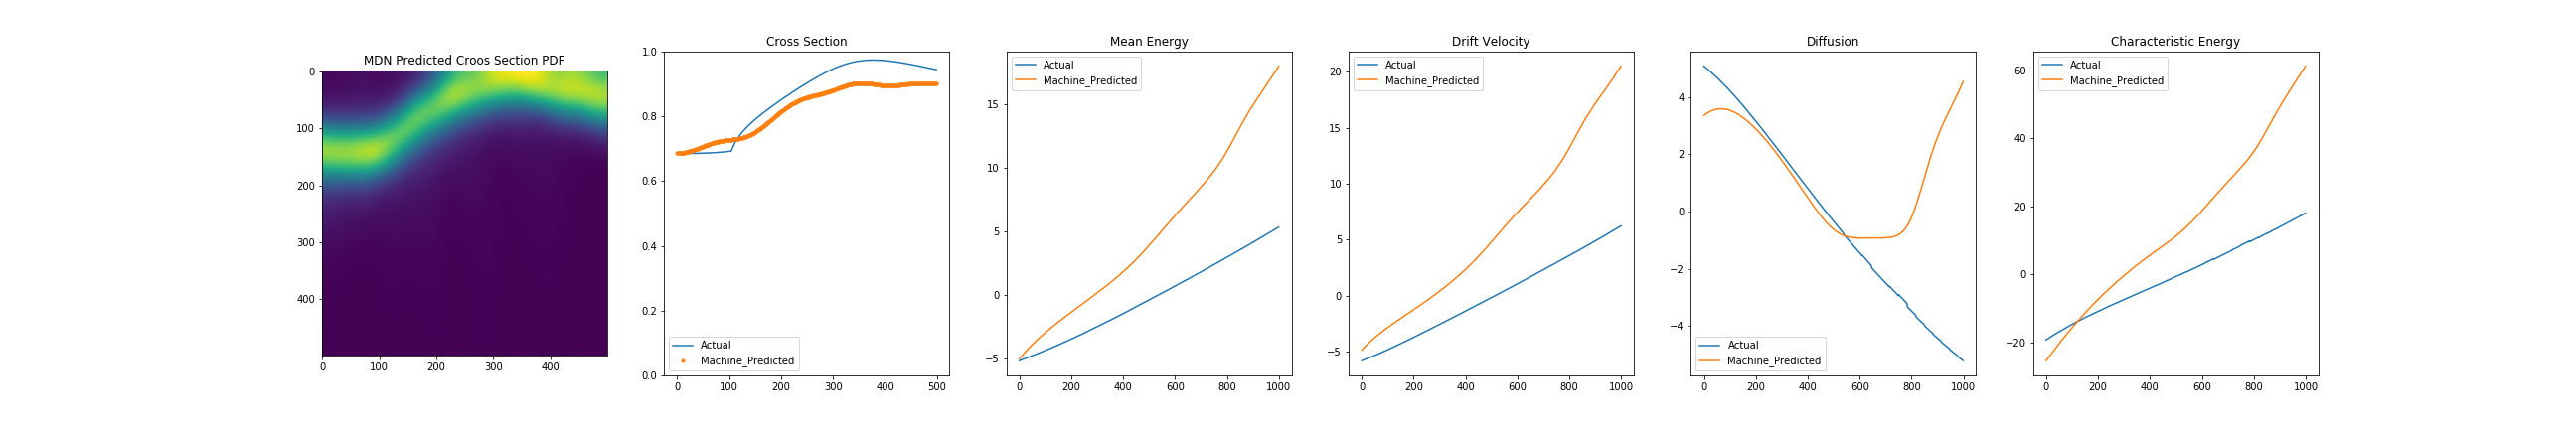 MDN Predicted Croos Section PDF
0
100
200
300
400
0 100 200 300 400
Cross Section
1.0
0.8
0.6
0.4
0.2
0.0
Actual
Machine_Predicted
0 100 200 300 400 500
Mean Energy
Actual
Machine_Predicted
15
10
5
0
−5
0 200 400 600 800 1000
Drift Velocity
Actual
Machine_Predicted
20
15
10
5
0
−5
0 200 400 600 800 1000
Diffusion
4
2
0
−2
−4
Actual
Machine_Predicted
0 200 400 600 800 1000
Characteristic Energy
Actual
Machine_Predicted
60
40
20
0
−20
0 200 400 600 800 1000